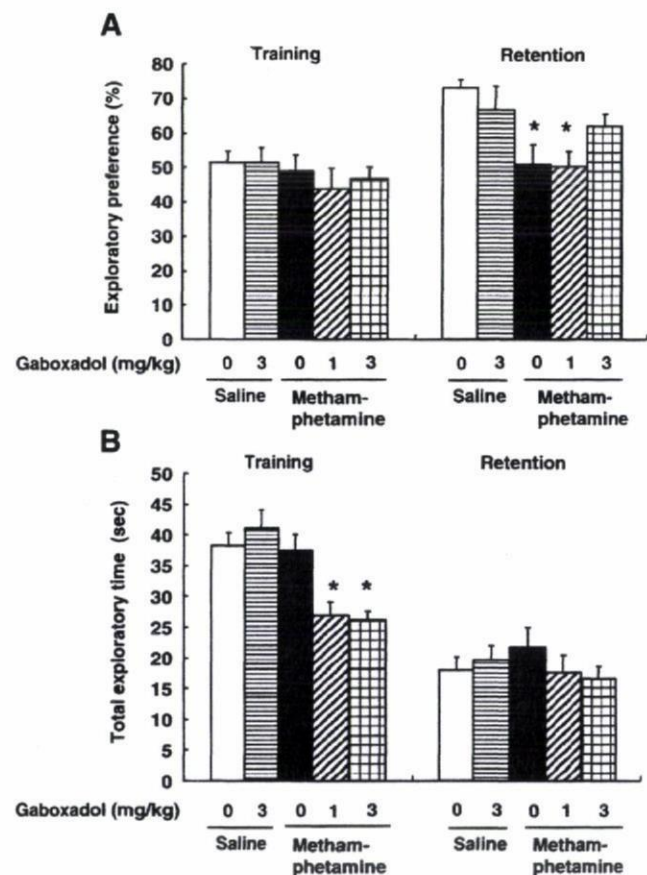 A
Training Retention
Exploratory preference (%)
80
70
60
50
40
30
20
10
0
* *
Gaboxadol (mg/kg) 0 3 0 1 3 0 3 0 1 3
Saline Metham- Saline Metham-
phetamine phetamine
B
Training Retention
Total exploratory time (sec)
50
45
40
35
30
25
20
15
10
5
0
* *
Gaboxadol (mg/kg) 0 3 0 1 3 0 3 0 1 3
Saline Metham- Saline Metham-
phetamine phetamine